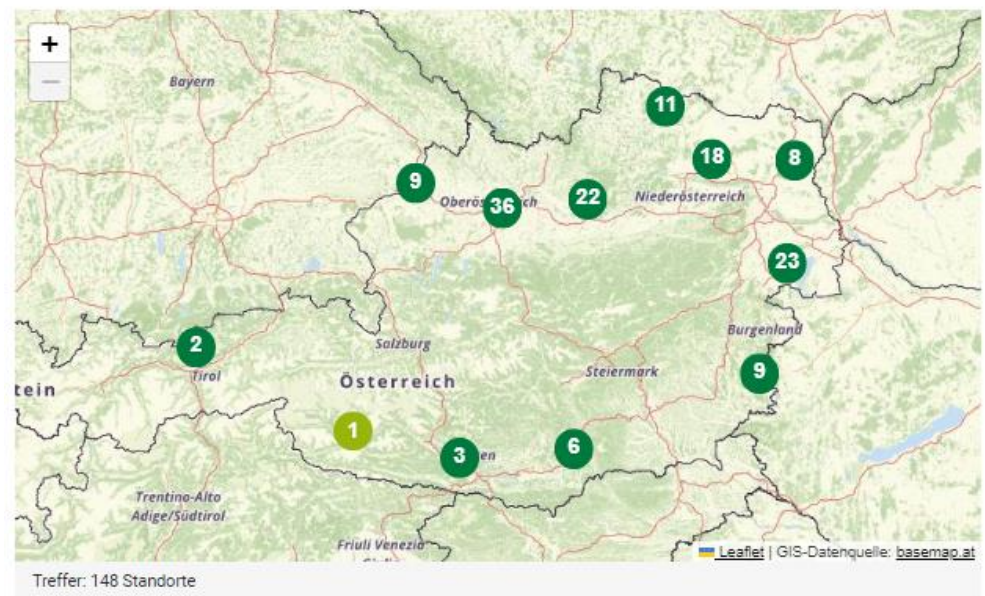 +
−
Bayern
11
18
8
9
Oberös
ich
36
22
Niederösterreich
23
2
Tirol
Salzburg
Burgenland
tein
Österreich
Steiermark
9
1
3
en
6
Trentino-Alto
Adige/Südtirol
Friuli Venezia
Leaflet | GIS-Datenquelle: basemap.at
Treffer: 148 Standorte